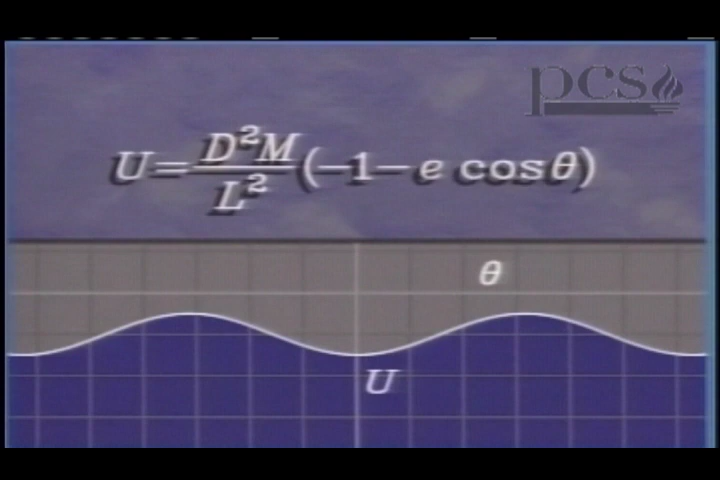 pcs
U = D²M/L² (−1− e cosθ)
θ
U